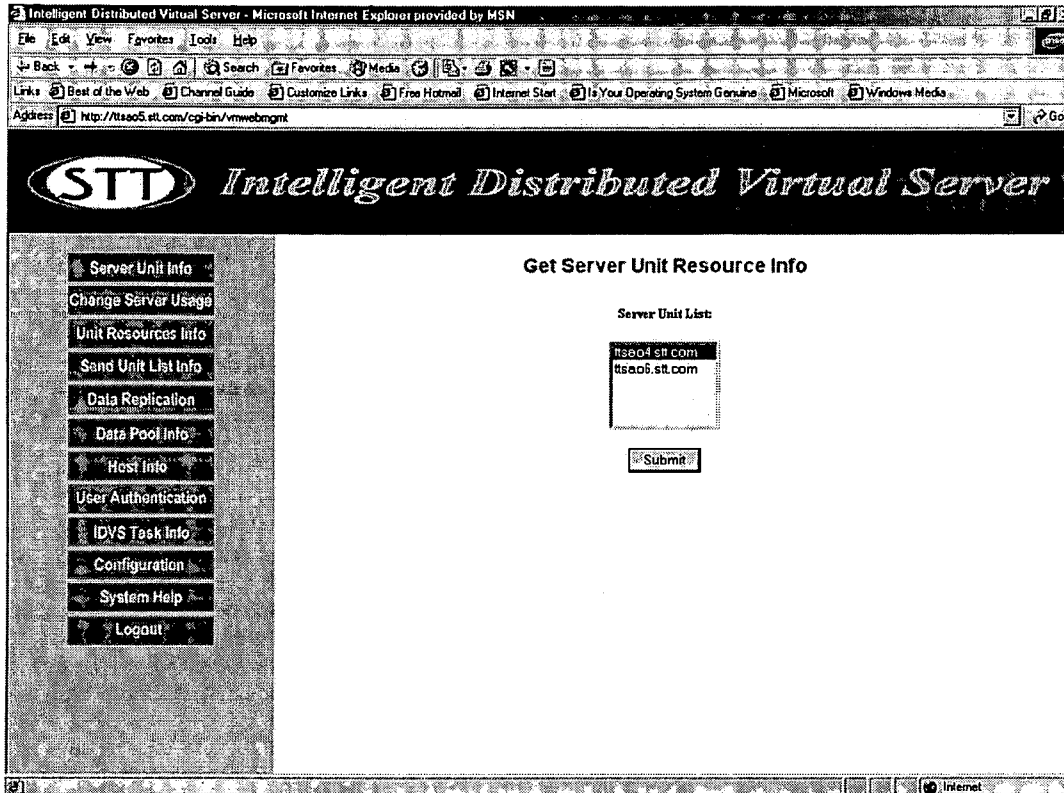 Intelligent Distributed Virtual Server - Microsoft Internet Explorer provided by MSN
File Edit View Favorites Tools Help
Back Search Favorites Media
Links Best of the Web Channel Guide Customize Links Free Hotmail Internet Start Is Your Operating System Genuine Microsoft Windows Media
Address http://ttsao5.stt.com/cgi-bin/vmwebmgmt Go
STT Intelligent Distributed Virtual Server
Server Unit Info
Change Server Usage
Unit Resources Info
Send Unit List Info
Data Replication
Data Pool Info
Host Info
User Authentication
IDVS Task Info
Configuration
System Help
Logout
Get Server Unit Resource Info
Server Unit List:
ttsao4.stt.com
ttsao6.stt.com
Submit
Internet